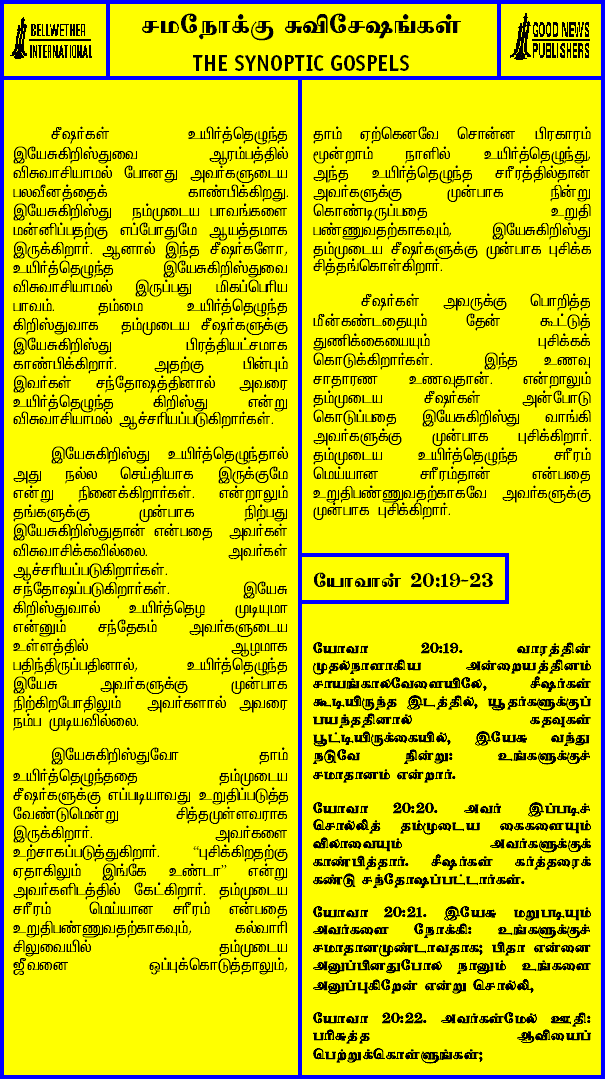 BELLWETHER
INTERNATIONAL
சமநோக்கு சுவிசேஷங்கள்
THE SYNOPTIC GOSPELS
GOOD NEWS
PUBLISHERS
சீஷர்கள் உயிர்த்தெழுந்த
இயேசுகிறிஸ்துவை ஆரம்பத்தில்
விசுவாசியாமல் போனது அவர்களுடைய
பலவீனத்தைக் காண்பிக்கிறது.
இயேசுகிறிஸ்து நம்முடைய பாவங்களை
மன்னிப்பதற்கு எப்போதுமே ஆயத்தமாக
இருக்கிறார். ஆனால் இந்த சீஷர்களோ,
உயிர்த்தெழுந்த இயேசுகிறிஸ்துவை
விசுவாசியாமல் இருப்பது மிகப்பெரிய
பாவம். தம்மை உயிர்த்தெழுந்த
கிறிஸ்துவாக தம்முடைய சீஷர்களுக்கு
இயேசுகிறிஸ்து பிரத்தியட்சமாக
காண்பிக்கிறார். அதற்கு பின்பும்
இவர்கள் சந்தோஷத்தினால் அவரை
உயிர்த்தெழுந்த கிறிஸ்து என்று
விசுவாசியாமல் ஆச்சரியப்படுகிறார்கள்.
இயேசுகிறிஸ்து உயிர்த்தெழுந்தால்
அது நல்ல செய்தியாக இருக்குமே
என்று நினைக்கிறார்கள். என்றாலும்
தங்களுக்கு முன்பாக நிற்பது
இயேசுகிறிஸ்துதான் என்பதை அவர்கள்
விசுவாசிக்கவில்லை. அவர்கள்
ஆச்சரியப்படுகிறார்கள்.
சந்தோஷப்படுகிறார்கள். இயேசு
கிறிஸ்துவால் உயிர்த்தெழ முடியுமா
என்னும் சந்தேகம் அவர்களுடைய
உள்ளத்தில் ஆழமாக
பதிந்திருப்பதினால், உயிர்த்தெழுந்த
இயேசு அவர்களுக்கு முன்பாக
நிற்கிறபோதிலும் அவர்களால் அவரை
நம்ப முடியவில்லை.
இயேசுகிறிஸ்துவோ தாம்
உயிர்த்தெழுந்ததை தம்முடைய
சீஷர்களுக்கு எப்படியாவது உறுதிப்படுத்த
வேண்டுமென்று சித்தமுள்ளவராக
இருக்கிறார். அவர்களை
உற்சாகப்படுத்துகிறார். “புசிக்கிறதற்கு
ஏதாகிலும் இங்கே உண்டா” என்று
அவர்களிடத்தில் கேட்கிறார். தம்முடைய
சரீரம் மெய்யான சரீரம் என்பதை
உறுதிபண்ணுவதற்காகவும், கல்வாரி
சிலுவையில் தம்முடைய
ஜீவனை ஒப்புக்கொடுத்தாலும்,
தாம் ஏற்கெனவே சொன்ன பிரகாரம்
மூன்றாம் நாளில் உயிர்த்தெழுந்து,
அந்த உயிர்த்தெழுந்த சரீரத்தில்தான்
அவர்களுக்கு முன்பாக நின்று
கொண்டிருப்பதை உறுதி
பண்ணுவதற்காகவும், இயேசுகிறிஸ்து
தம்முடைய சீஷர்களுக்கு முன்பாக புசிக்க
சித்தங்கொள்கிறார்.
சீஷர்கள் அவருக்கு பொறித்த
மீன்கண்டதையும் தேன் கூட்டுத்
துணிக்கையையும் புசிக்கக்
கொடுக்கிறார்கள். இந்த உணவு
சாதாரண உணவுதான். என்றாலும்
தம்முடைய சீஷர்கள் அன்போடு
கொடுப்பதை இயேசுகிறிஸ்து வாங்கி
அவர்களுக்கு முன்பாக புசிக்கிறார்.
தம்முடைய உயிர்த்தெழுந்த சரீரம்
மெய்யான சரீரம்தான் என்பதை
உறுதிபண்ணுவதற்காகவே அவர்களுக்கு
முன்பாக புசிக்கிறார்.
யோவான் 20:19-23
யோவா 20:19. வாரத்தின்
முதல்நாளாகிய அன்றையத்தினம்
சாயங்காலவேளையிலே, சீஷர்கள்
கூடியிருந்த இடத்தில், யூதர்களுக்குப்
பயந்ததினால் கதவுகள்
பூட்டியிருக்கையில், இயேசு வந்து
நடுவே நின்று: உங்களுக்குச்
சமாதானம் என்றார்.
யோவா 20:20. அவர் இப்படிச்
சொல்லித் தம்முடைய கைகளையும்
விலாவையும் அவர்களுக்குக்
காண்பித்தார். சீஷர்கள் கர்த்தரைக்
கண்டு சந்தோஷப்பட்டார்கள்.
யோவா 20:21. இயேசு மறுபடியும்
அவர்களை நோக்கி: உங்களுக்குச்
சமாதானமுண்டாவதாக; பிதா என்னை
அனுப்பினதுபோல நானும் உங்களை
அனுப்புகிறேன் என்று சொல்லி,
யோவா 20:22. அவர்கள்மேல் ஊதி:
பரிசுத்த ஆவியைப்
பெற்றுக்கொள்ளுங்கள்;